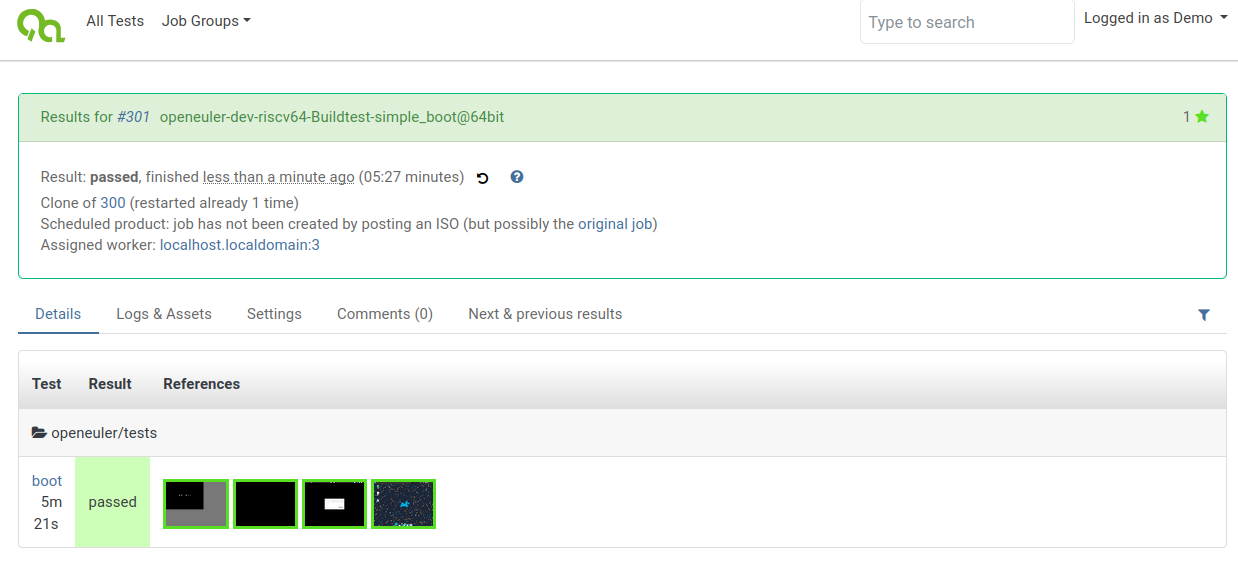 All Tests Job Groups Type to search Logged in as Demo
Results for #301 openeuler-dev-riscv64-Buildtest-simple_boot@64bit 1
Result: passed, finished less than a minute ago (05:27 minutes)
Clone of 300 (restarted already 1 time)
Scheduled product: job has not been created by posting an ISO (but possibly the original job)
Assigned worker: localhost.localdomain:3
Details Logs & Assets Settings Comments (0) Next & previous results
Test Result References
openeuler/tests
boot
5m
21s
passed